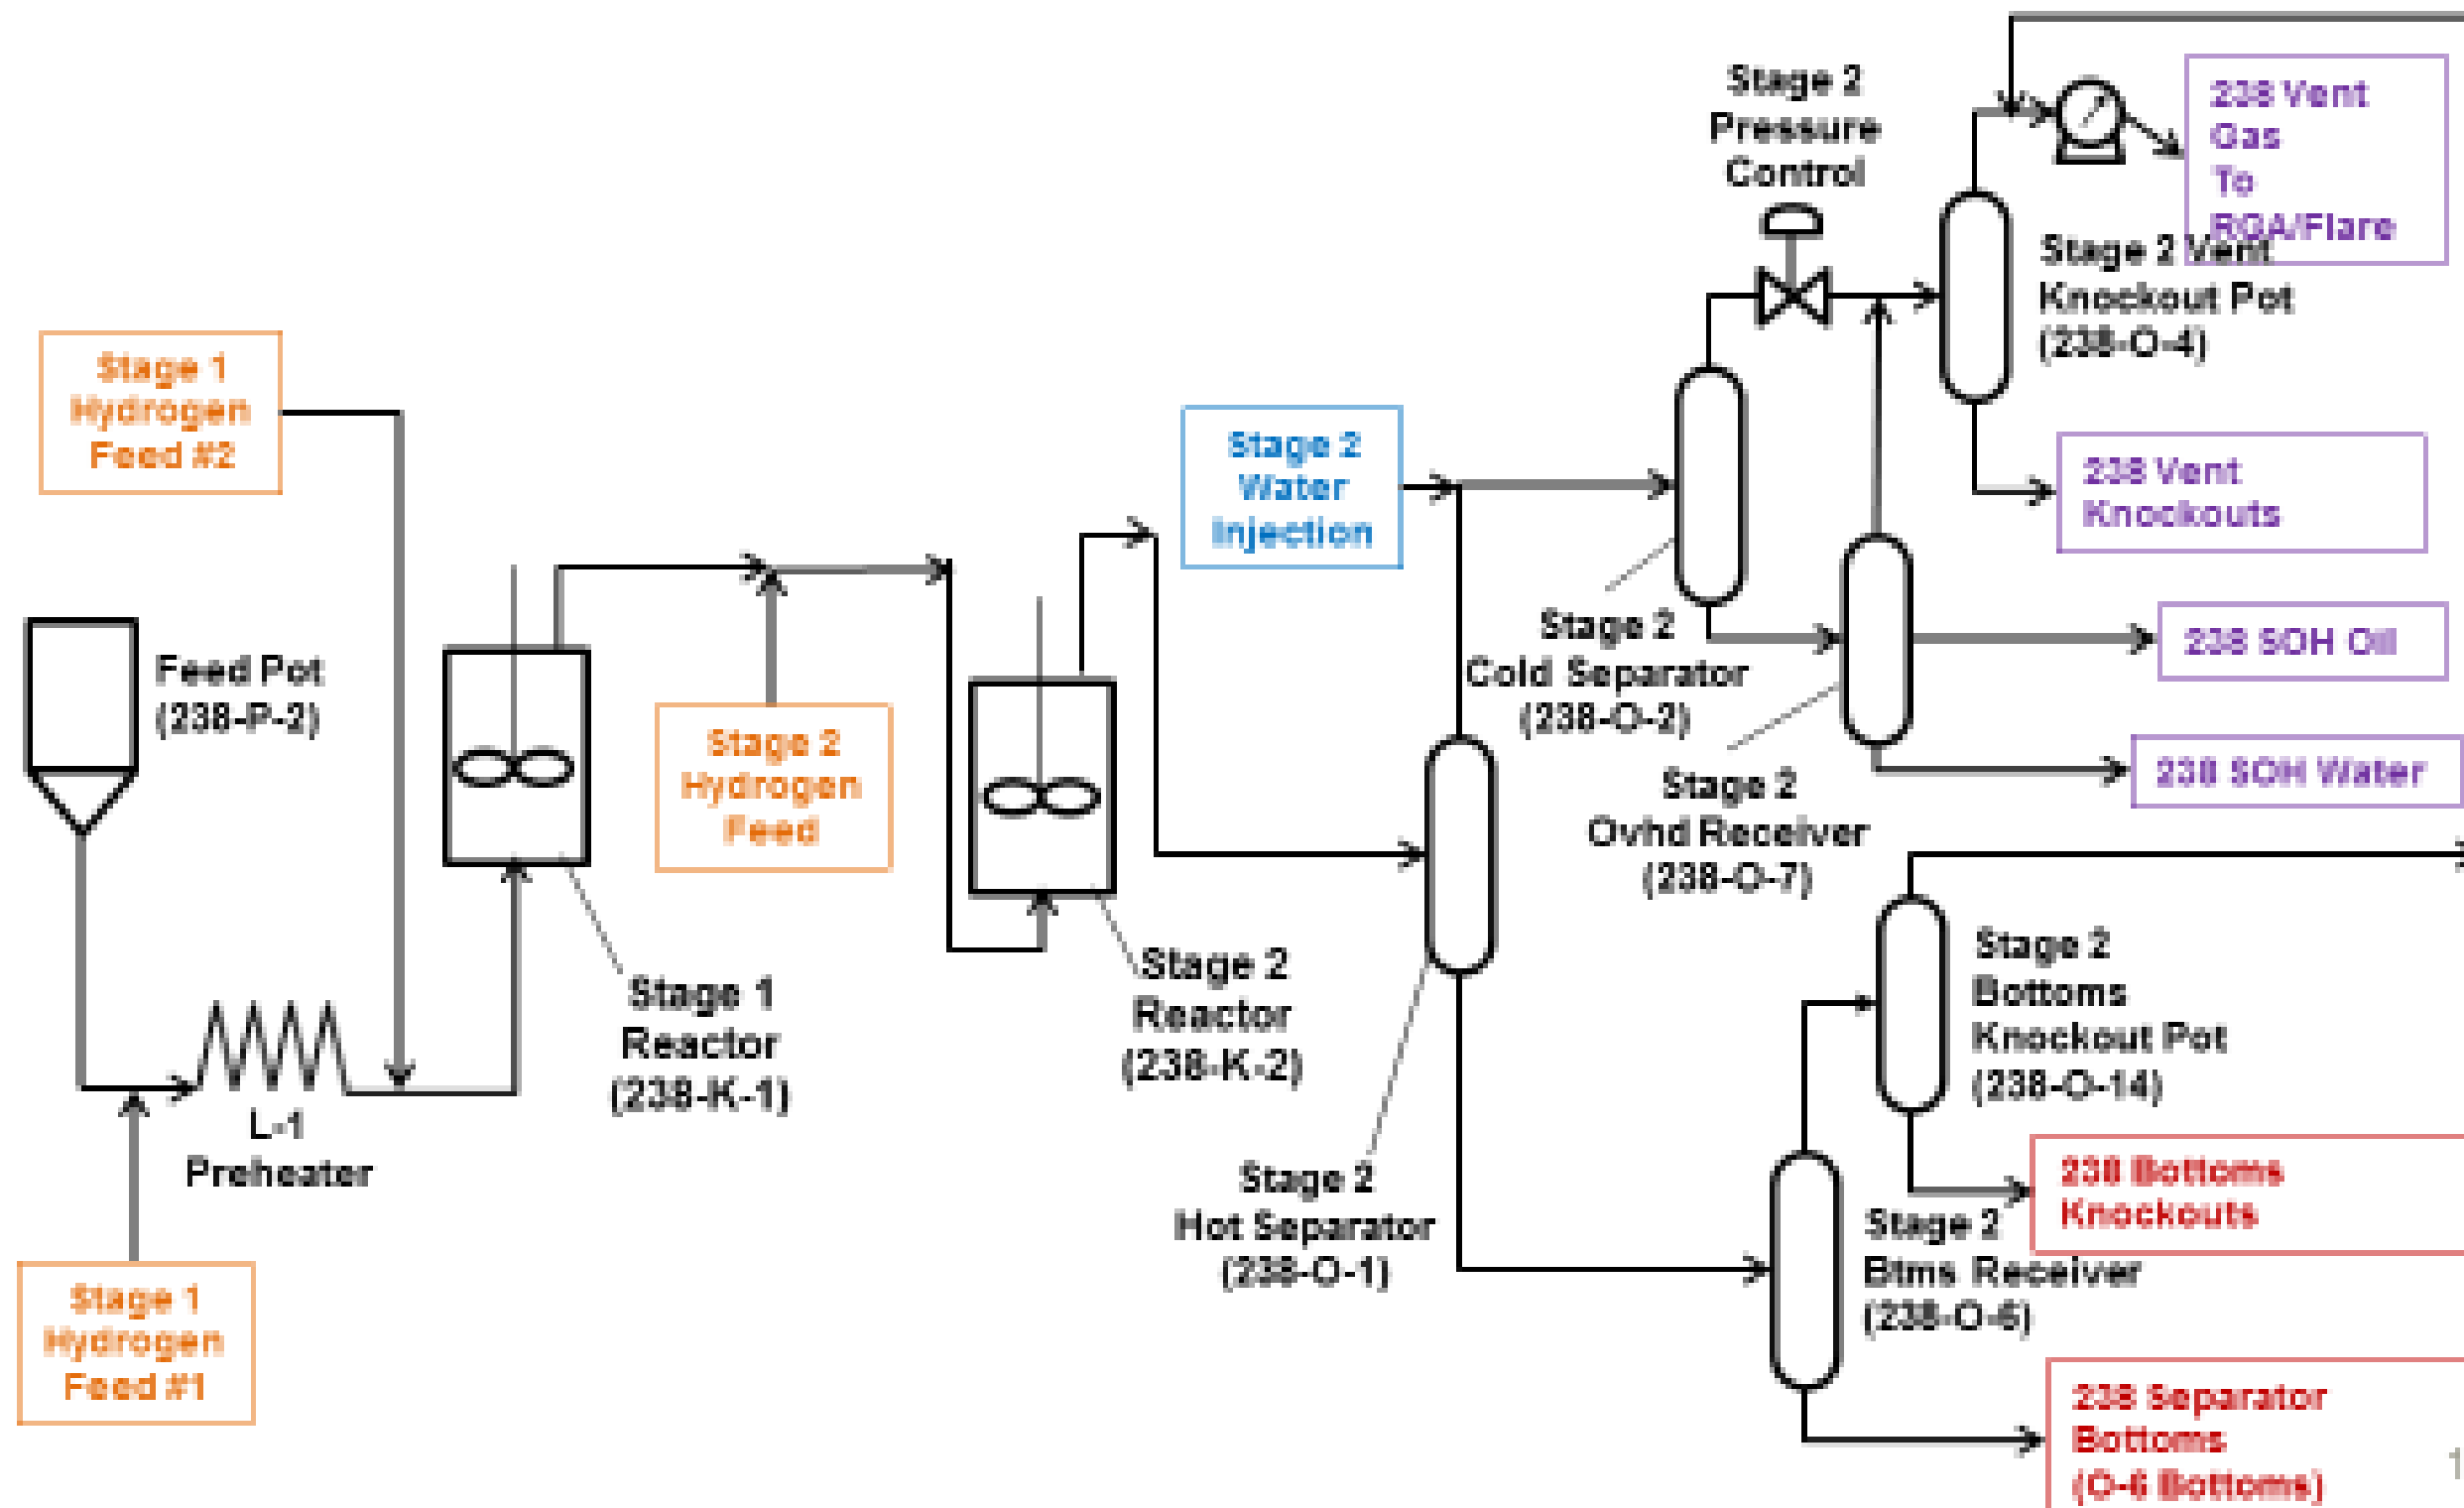 Stage 2
Pressure
Control
238 Vent
Gas
To
RGA/Flare
Stage 2 Vent
Knockout Pot
(238-O-4)
Stage 1
Hydrogen
Feed #2
Stage 2
Water
Injection
238 Vent
Knockouts
Feed Pot
(238-P-2)
Stage 2
Hydrogen
Feed
Stage 2
Cold Separator
(238-O-2)
238 SOH Oil
238 SOH Water
Stage 2
Ovhd Receiver
(238-O-7)
Stage 1
Reactor
(238-K-1)
Stage 2
Reactor
(238-K-2)
Stage 2
Bottoms
Knockout Pot
(238-O-14)
L-1
Preheater
Stage 2
Hot Separator
(238-O-1)
238 Bottoms
Knockouts
Stage 2
Btms Receiver
(238-O-6)
Stage 1
Hydrogen
Feed #1
238 Separator
Bottoms
(O-6 Bottoms)
1